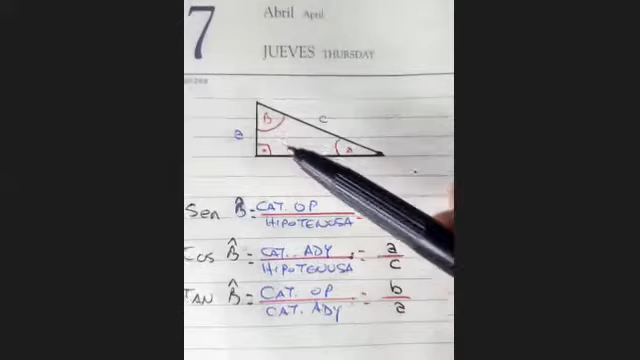 7
Abril April
JUEVES THURSDAY
B
c
a
A
Sen B̂ = CAT. OP
HIPOTENUSA
Cos B̂ = CAT. ADY = a
HIPOTENUSA c
TAN B̂ = CAT. OP = b
CAT. ADY a